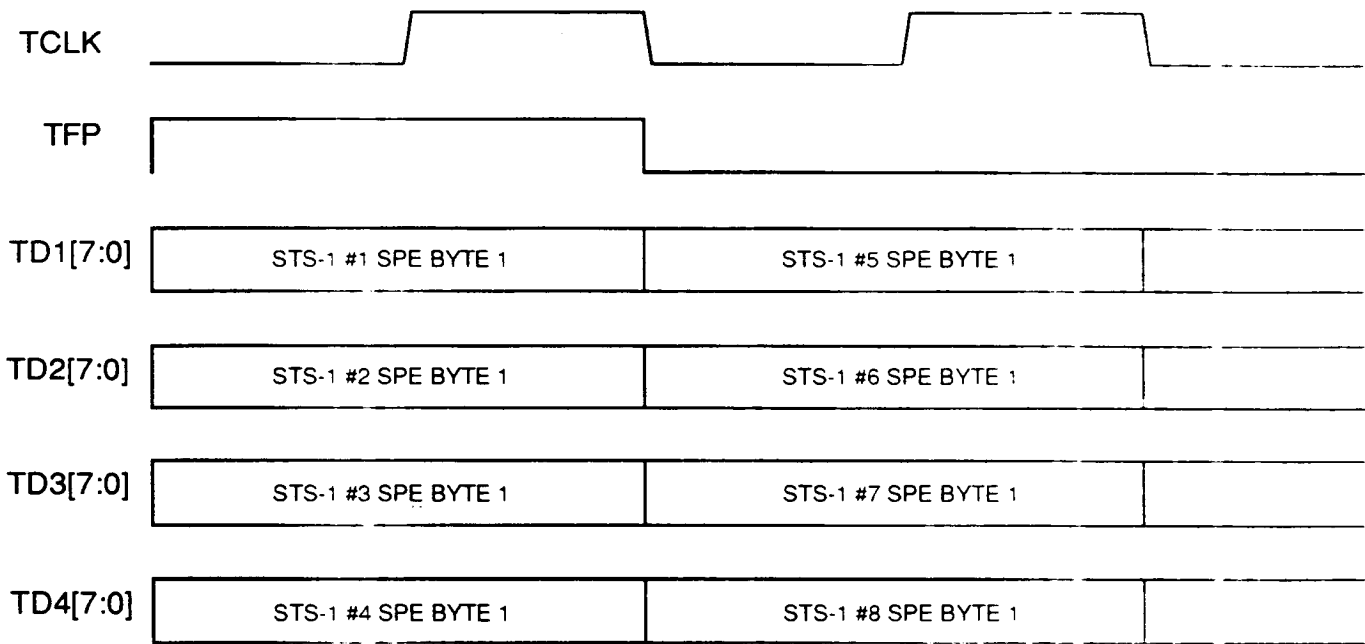 TCLK
TFP
TD1[7:0] STS-1 #1 SPE BYTE 1 STS-1 #5 SPE BYTE 1
TD2[7:0] STS-1 #2 SPE BYTE 1 STS-1 #6 SPE BYTE 1
TD3[7:0] STS-1 #3 SPE BYTE 1 STS-1 #7 SPE BYTE 1
TD4[7:0] STS-1 #4 SPE BYTE 1 STS-1 #8 SPE BYTE 1